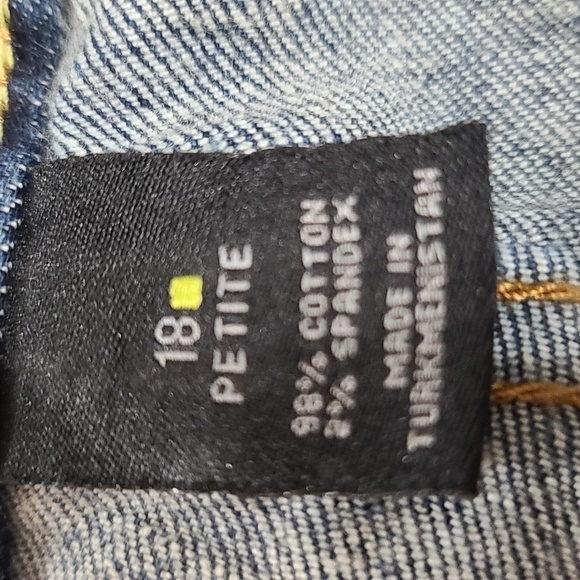 18
PETITE
98% COTTON
2% SPANDEX
MADE IN
TURKMENISTAN